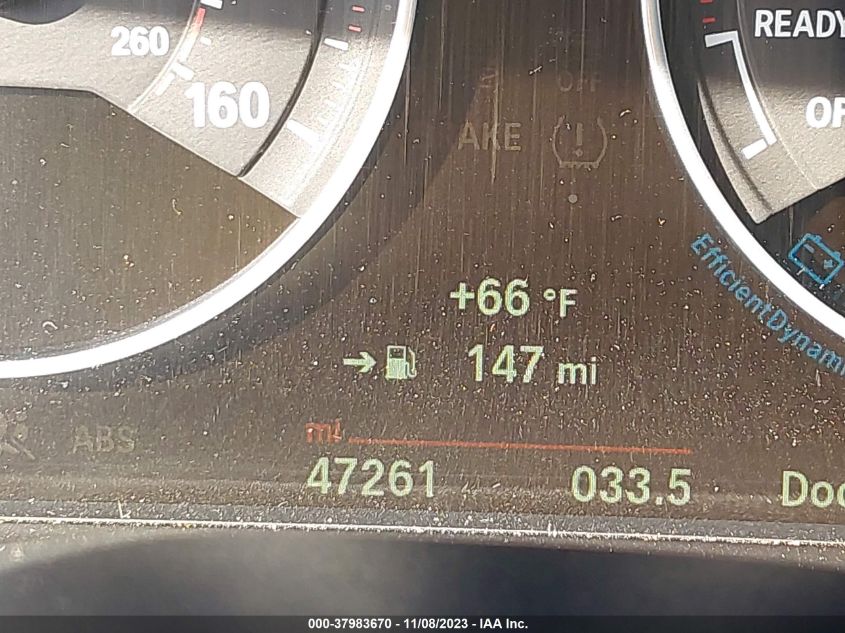 260
160
READY
OFF
AKE
+66 °F
147 mi
EfficientDynami
ABS
mi
47261 033.5 Doo
000-37983670 - 11/08/2023 - IAA Inc.